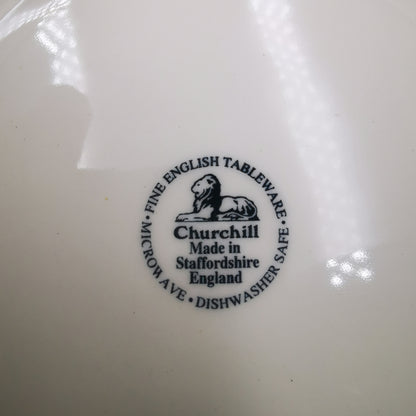 • FINE ENGLISH TABLEWARE •
Churchill
Made in
Staffordshire
England
MICROWAVE • DISHWASHER SAFE